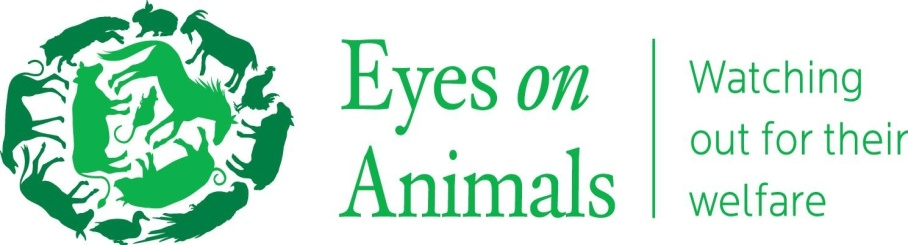 Eyes on
Animals
Watching
out for their
welfare